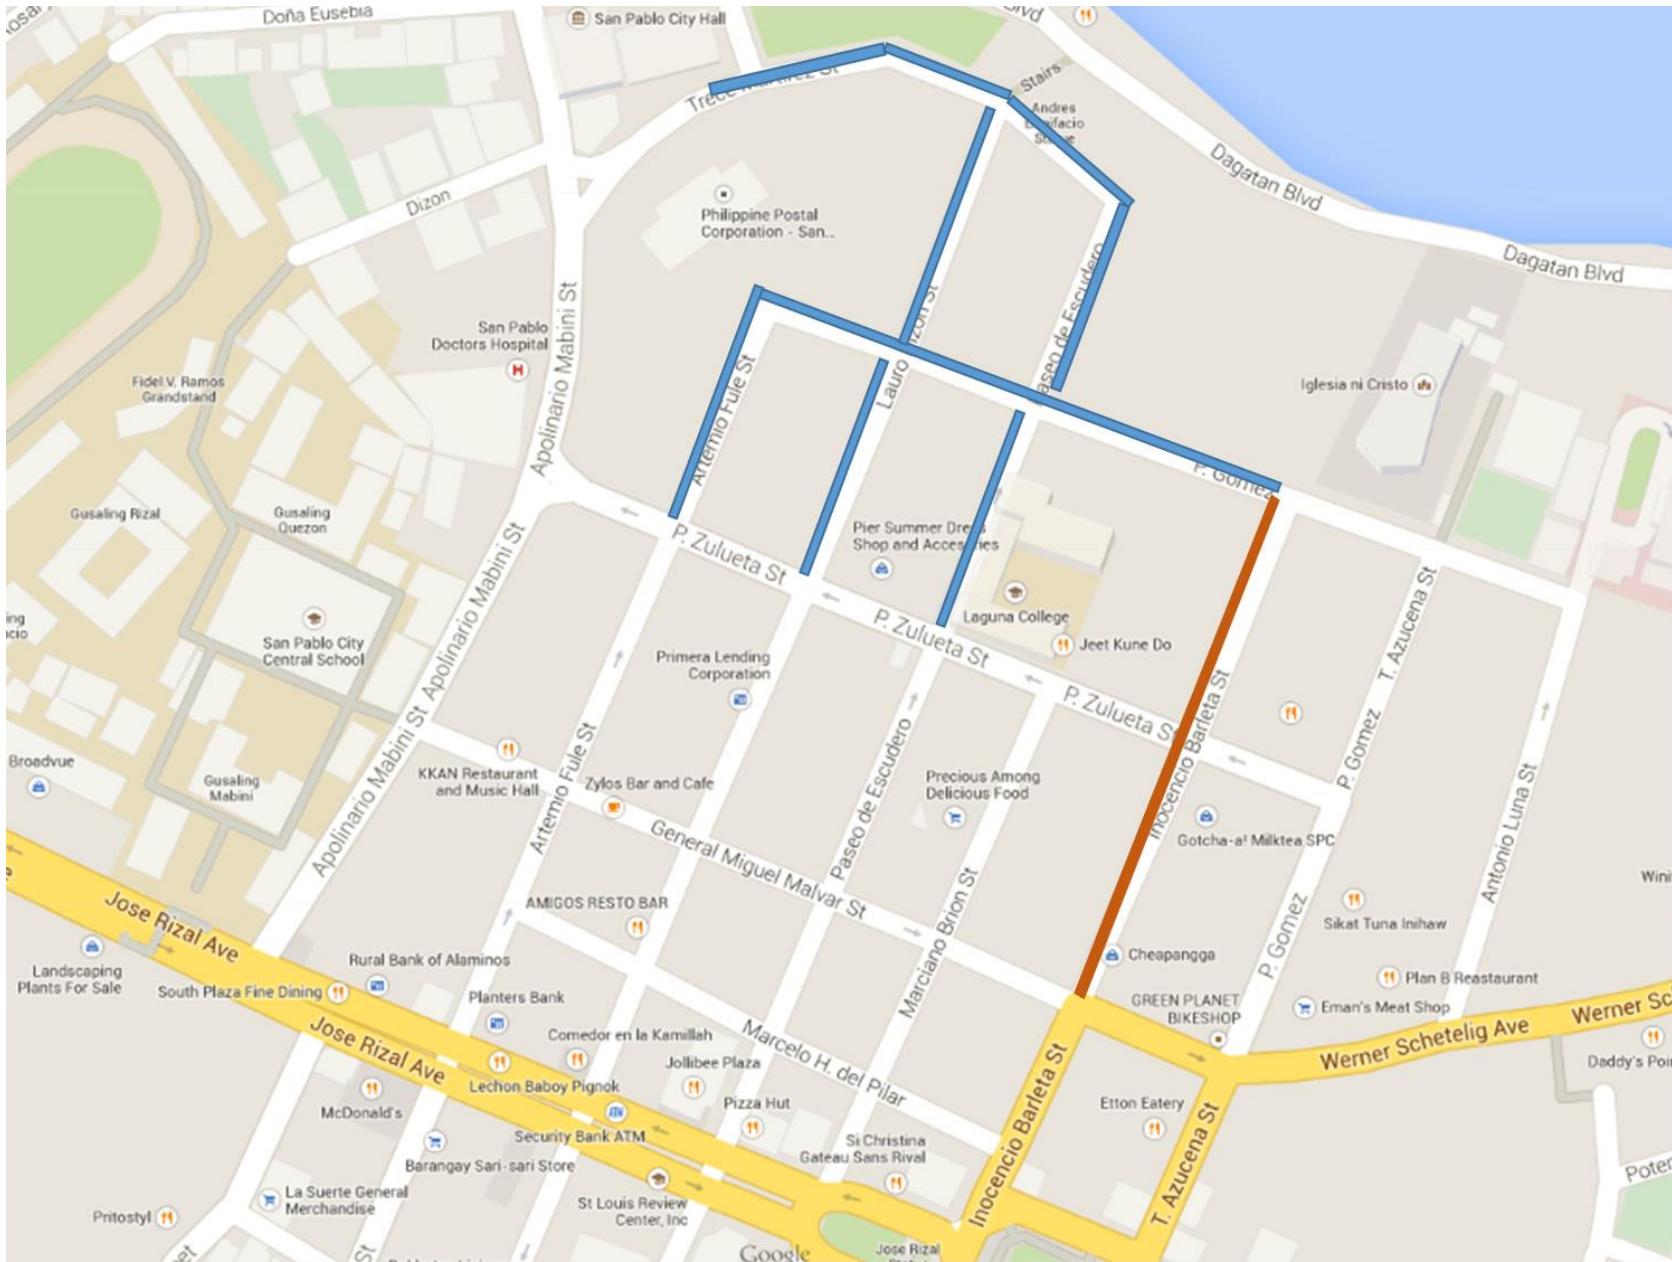 Doña Eusebia
San Pablo City Hall
Blvd
Stairs
Andres
Bonifacio
Dagatan Blvd
Dagatan Blvd
Dizon
Philippine Postal
Corporation - San...
San Pablo
Doctors Hospital
Apolinario Mabini St
Fidel V. Ramos
Grandstand
Artemio Fule St
Lauro
Paseo de Escudero
Iglesia ni Cristo
P. Gomez
Gusaling Rizal
Gusaling
Quezon
P. Zulueta St
Pier Summer Dress
Shop and Accessories
P. Zulueta St
Laguna College
Jeet Kune Do
T. Azucena St
San Pablo City
Central School
Apolinario Mabini St
Primera Lending
Corporation
P. Zulueta St
Inocencio Barleta St
P. Gomez
Broadvue
Gusaling
Mabini
Apolinario Mabini St
KKAN Restaurant
and Music Hall
Zylos Bar and Cafe
Artemio Fule St
Paseo de Escudero
Precious Among
Delicious Food
Gotcha-a! Milktea SPC
Antonio Luna St
General Miguel Malvar St
Marciano Brion St
P. Gomez
Sikat Tuna Inihaw
Jose Rizal Ave
AMIGOS RESTO BAR
Landscaping
Plants For Sale
Rural Bank of Alaminos
South Plaza Fine Dining
Planters Bank
Cheapangga
Plan B Reastaurant
GREEN PLANET
BIKESHOP
Eman's Meat Shop
Werner Schetelig Ave
Werner Sc
Jose Rizal Ave
Comedor en la Kamillah
Marcelo H. del Pilar
Jollibee Plaza
Lechon Baboy Pignok
McDonald's
Pizza Hut
Security Bank ATM
Barangay Sari-sari Store
Si Christina
Gateau Sans Rival
Inocencio Barleta St
Etton Eatery
T. Azucena St
Daddy's Poi
La Suerte General
Merchandise
St Louis Review
Center, Inc
Pritostyl
St
Google
Jose Rizal